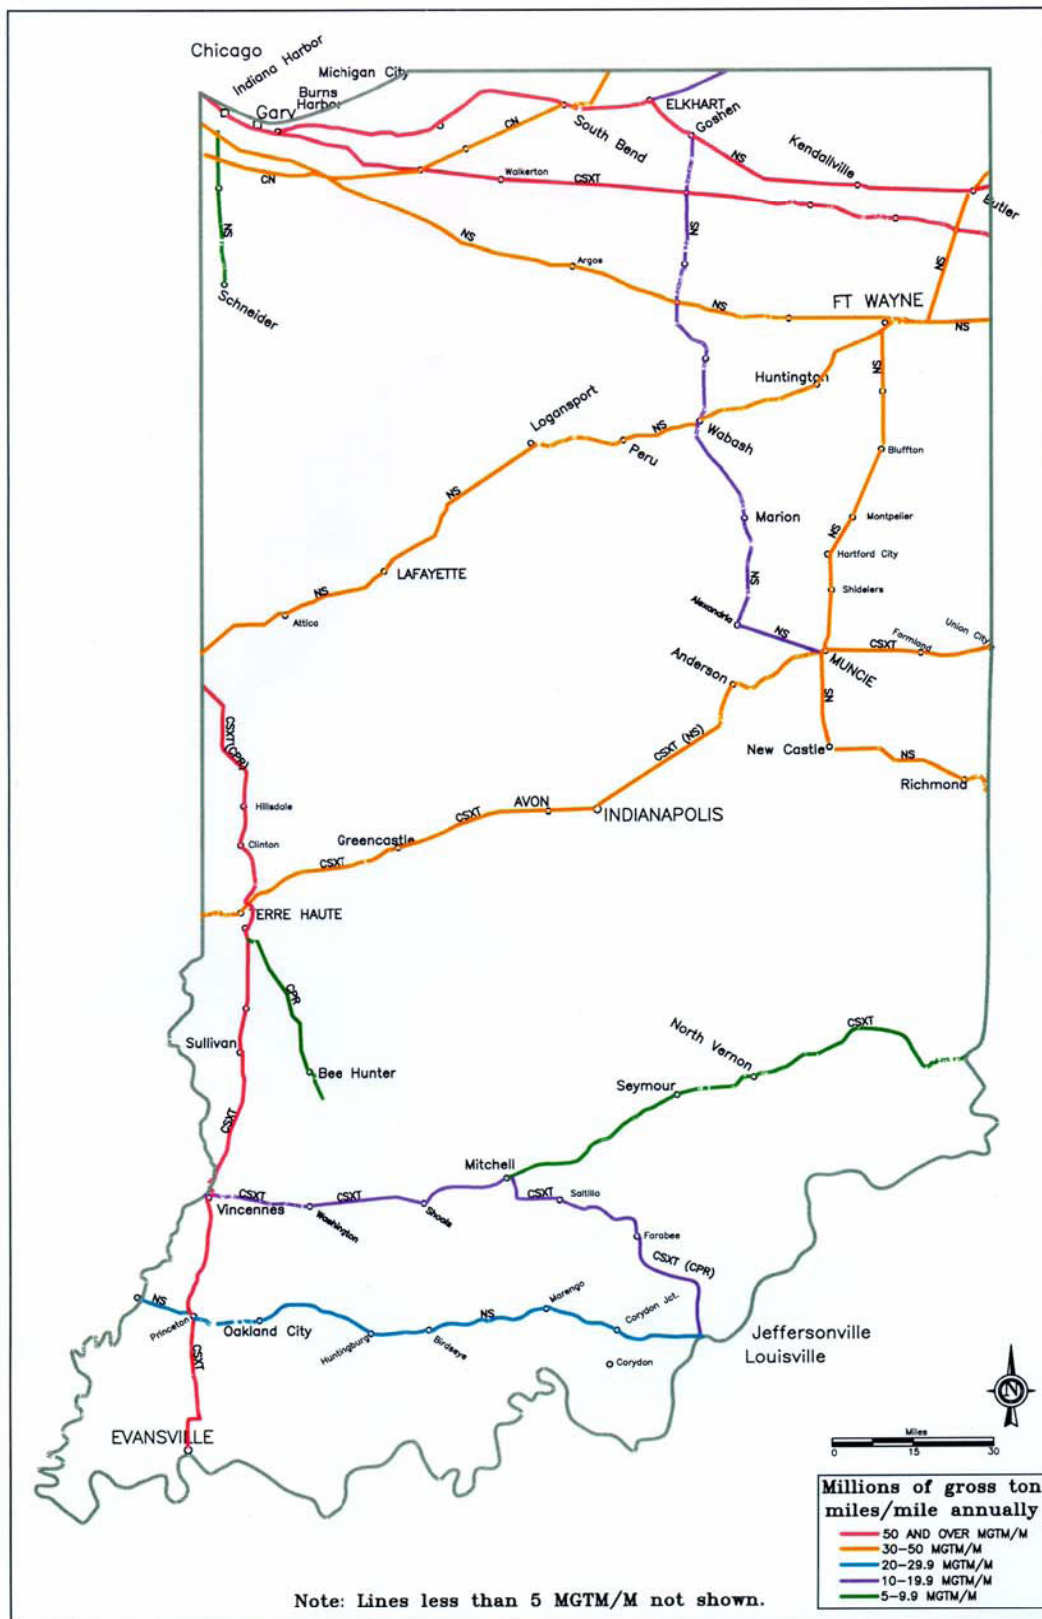 Chicago
Indiana Harbor
Michigan City
Burns
Harbor
Gary
ELKHART
South Bend
Goshen
CN
Kendallville
NS
Walkerton
CSXT
CN
Butler
NS
NS
NS
Argos
NS
FT WAYNE
NS
NS
Schneider
Huntington
NS
Logansport
NS
Peru
Wabash
Bluffton
NS
Marion
Montpelier
NS
Hartford City
LAFAYETTE
NS
NS
Shidelers
Attica
Alexandria
NS
Union City
Farmland
CSXT
MUNCIE
Anderson
NS
CSXT(CPR)
CSXT (NS)
New Castle
NS
Richmond
Hillsdale
AVON
INDIANAPOLIS
CSXT
Greencastle
Clinton
CSXT
ERRE HAUTE
CPR
North Vernon
CSXT
Sullivan
Bee Hunter
Seymour
CSXT
Mitchell
CSXT
CSXT
CSXT
Saltillo
Vincennes
Washington
Shoals
Farabee
CSXT (CPR)
NS
Marengo
Corydon Jct.
Princeton
Oakland City
NS
Huntingburg
Birdseye
Jeffersonville
Louisville
CSXT
Corydon
N
EVANSVILLE
Miles
0 15 30
Millions of gross ton
miles/mile annually
50 AND OVER MGTM/M
30-50 MGTM/M
20-29.9 MGTM/M
10-19.9 MGTM/M
5-9.9 MGTM/M
Note: Lines less than 5 MGTM/M not shown.